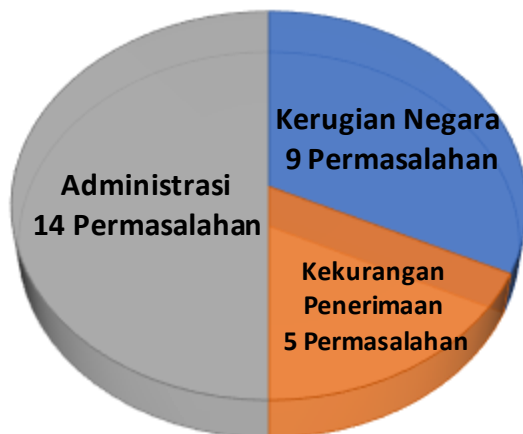 Kerugian Negara
9 Permasalahan
Administrasi
14 Permasalahan
Kekurangan
Penerimaan
5 Permasalahan